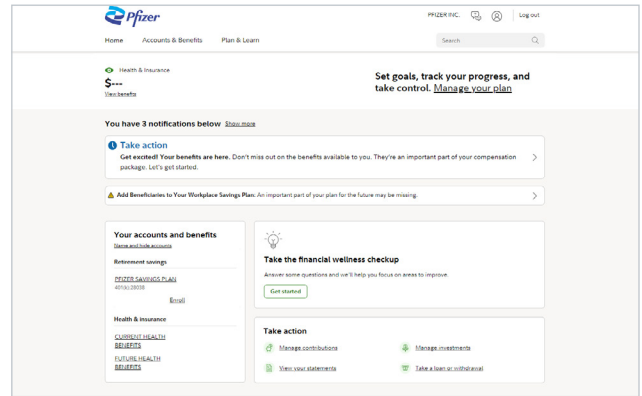 Pfizer
PFIZER INC.
Log out
Home Accounts & Benefits Plan & Learn
Search
Health & Insurance
$---
View benefits
Set goals, track your progress, and
take control. Manage your plan
You have 3 notifications below Show more
Take action
Get excited! Your benefits are here. Don't miss out on the benefits available to you. They're an important part of your compensation
package. Let's get started.
Add Beneficiaries to Your Workplace Savings Plan: An important part of your plan for the future may be missing.
Your accounts and benefits
Name and hide accounts
Retirement savings
PFIZER SAVINGS PLAN
401(k) 28038
Enroll
Health & insurance
CURRENT HEALTH
BENEFITS
FUTURE HEALTH
BENEFITS
Take the financial wellness checkup
Answer some questions and we'll help you focus on areas to improve.
Get started
Take action
Manage contributions
Manage investments
View your statements
Take a loan or withdrawal